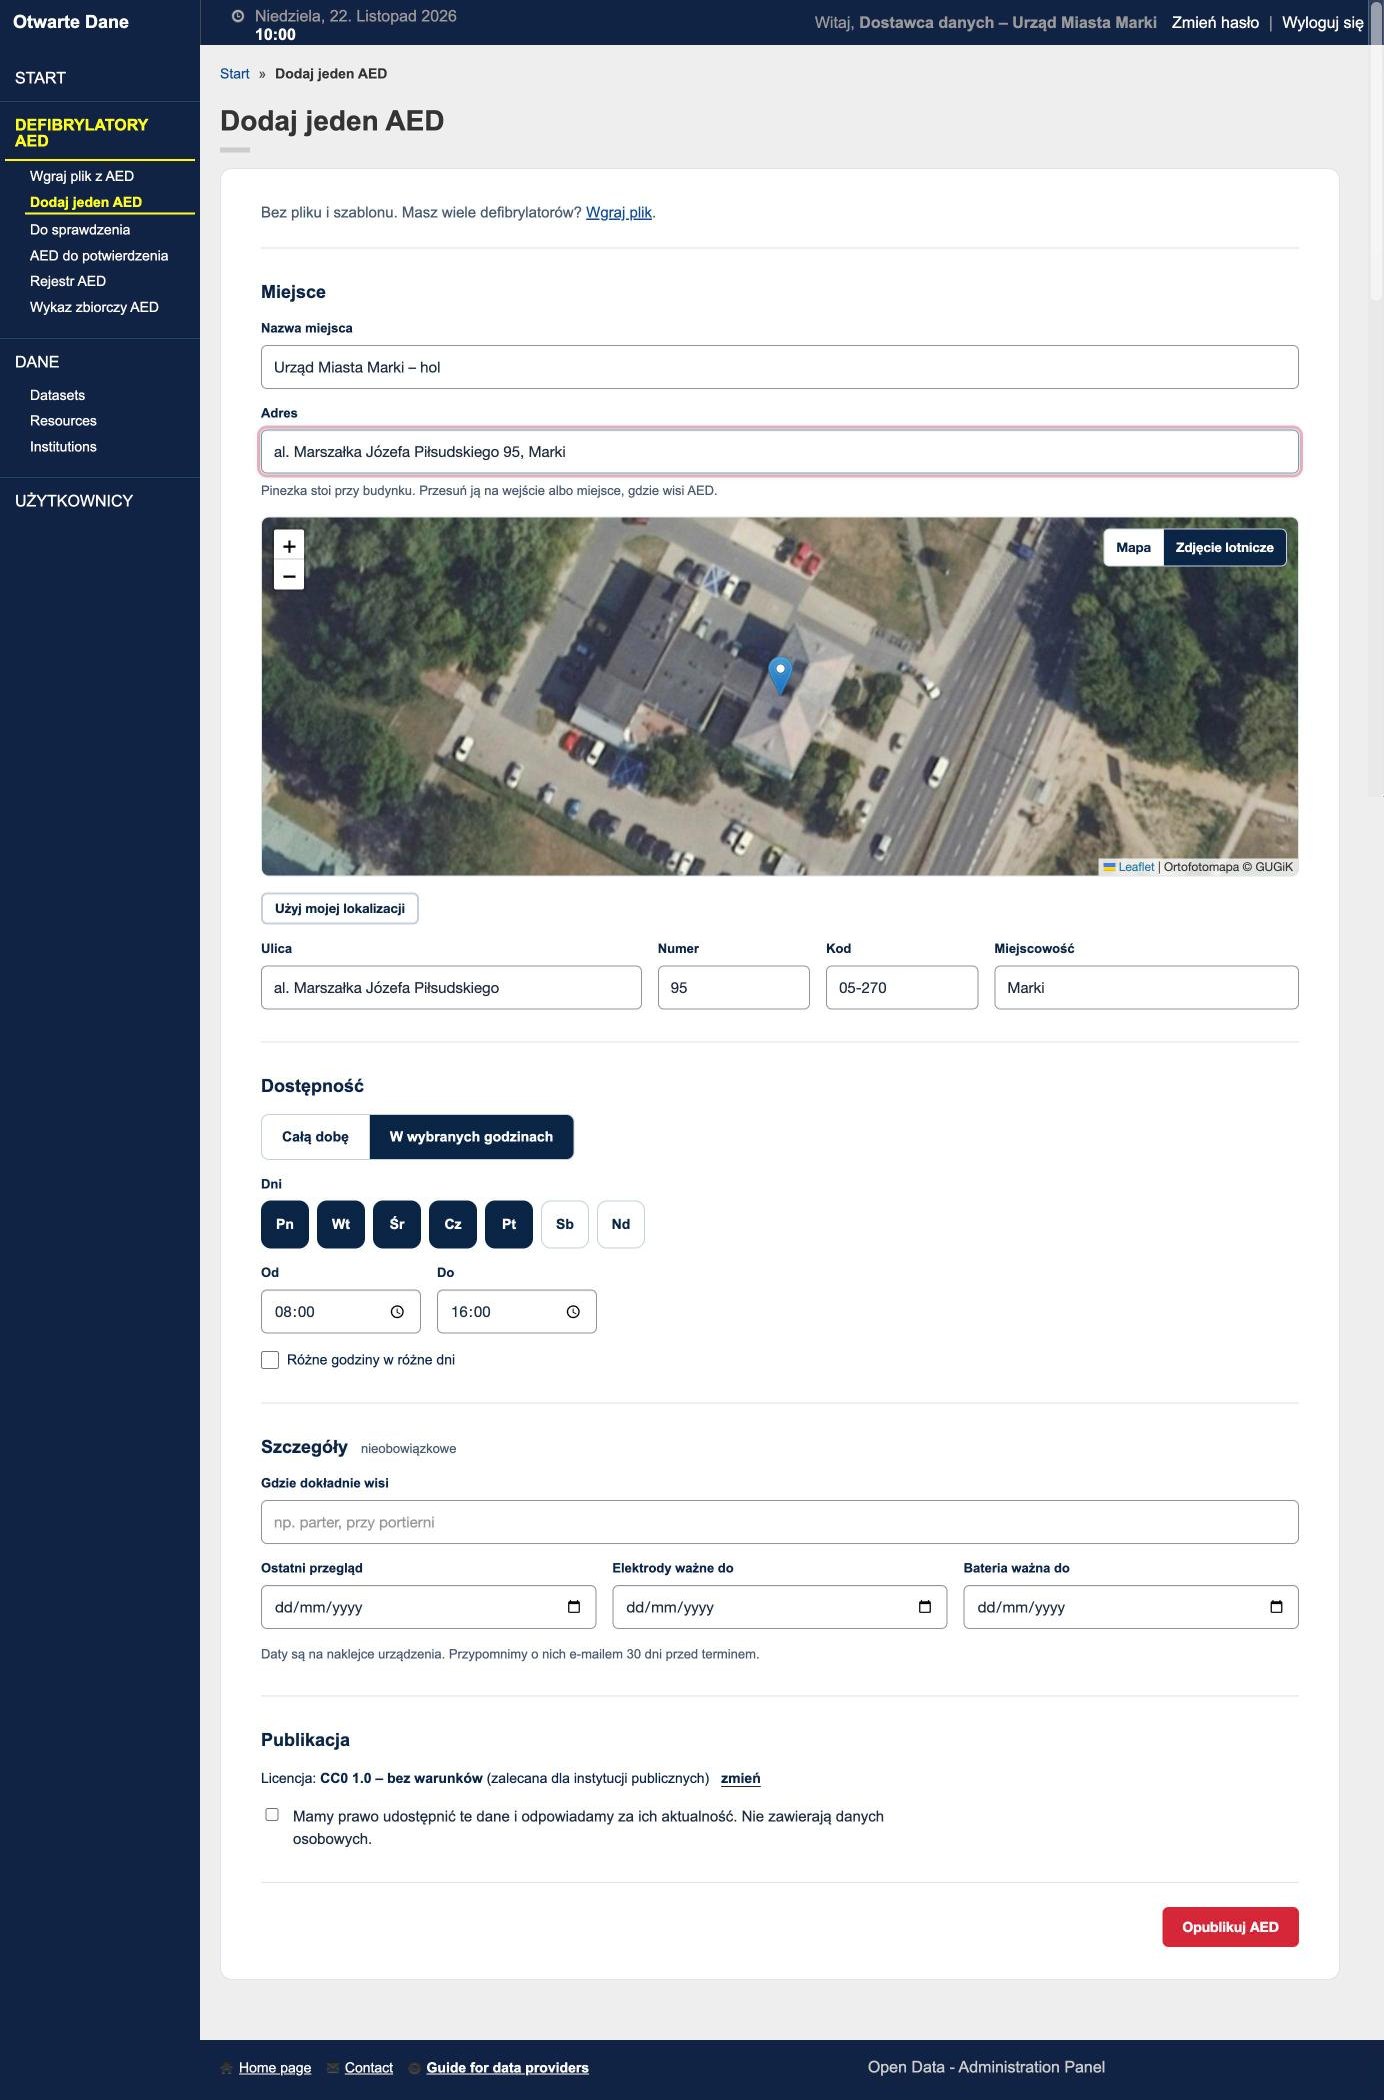 Otwarte Dane
Niedziela, 22. Listopad 2026
10:00
Witaj, Dostawca danych – Urząd Miasta Marki Zmień hasło | Wyloguj się
START
DEFIBRYLATORY
AED
Wgraj plik z AED
Dodaj jeden AED
Do sprawdzenia
AED do potwierdzenia
Rejestr AED
Wykaz zbiorczy AED
DANE
Datasets
Resources
Institutions
UŻYTKOWNICY
Start » Dodaj jeden AED
Dodaj jeden AED
Bez pliku i szablonu. Masz wiele defibrylatorów? Wgraj plik.
Miejsce
Nazwa miejsca
Urząd Miasta Marki – hol
Adres
al. Marszałka Józefa Piłsudskiego 95, Marki
Pinezka stoi przy budynku. Przesuń ją na wejście albo miejsce, gdzie wisi AED.
+
−
Mapa Zdjęcie lotnicze
Leaflet | Ortofotomapa © GUGiK
Użyj mojej lokalizacji
Ulica Numer Kod Miejscowość
al. Marszałka Józefa Piłsudskiego 95 05-270 Marki
Dostępność
Całą dobę W wybranych godzinach
Dni
Pn Wt Śr Cz Pt Sb Nd
Od Do
08:00 16:00
Różne godziny w różne dni
Szczegóły nieobowiązkowe
Gdzie dokładnie wisi
np. parter, przy portierni
Ostatni przegląd Elektrody ważne do Bateria ważna do
dd/mm/yyyy dd/mm/yyyy dd/mm/yyyy
Daty są na naklejce urządzenia. Przypomnimy o nich e-mailem 30 dni przed terminem.
Publikacja
Licencja: CC0 1.0 – bez warunków (zalecana dla instytucji publicznych) zmień
Mamy prawo udostępnić te dane i odpowiadamy za ich aktualność. Nie zawierają danych
osobowych.
Opublikuj AED
Home page Contact Guide for data providers
Open Data - Administration Panel